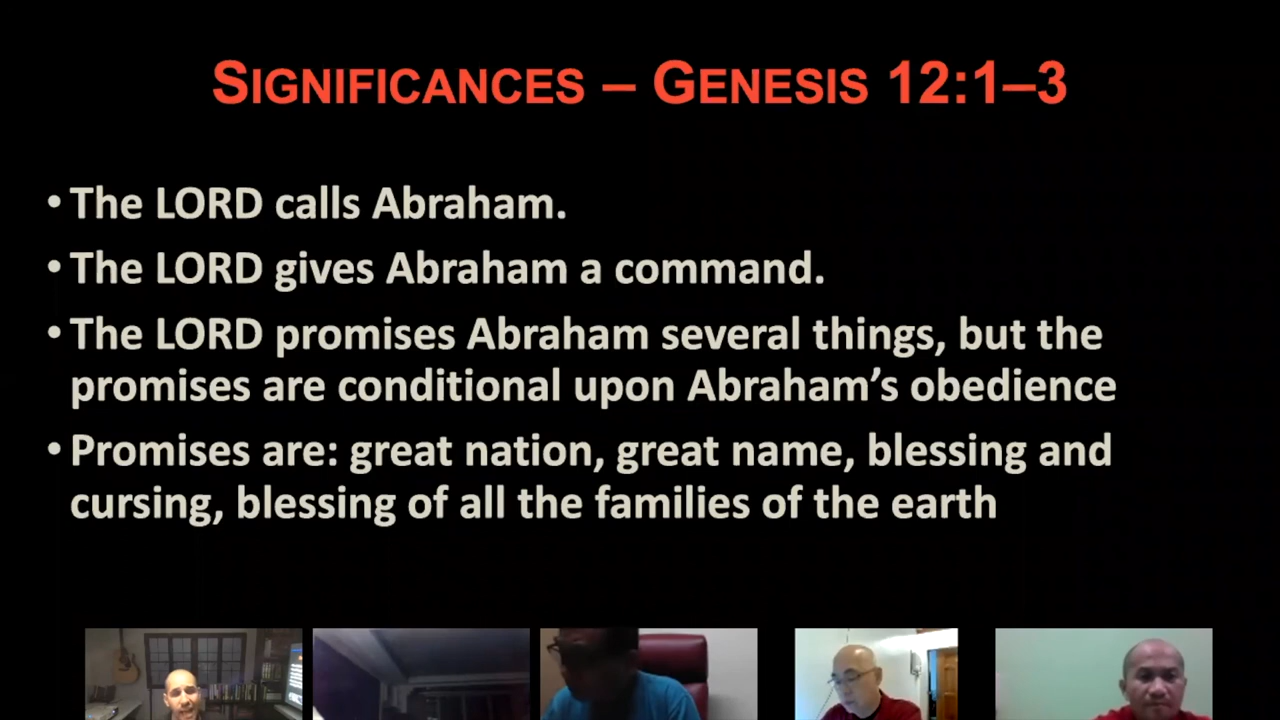 SIGNIFICANCES – GENESIS 12:1–3
• The LORD calls Abraham.
• The LORD gives Abraham a command.
• The LORD promises Abraham several things, but the
promises are conditional upon Abraham’s obedience
• Promises are: great nation, great name, blessing and
cursing, blessing of all the families of the earth